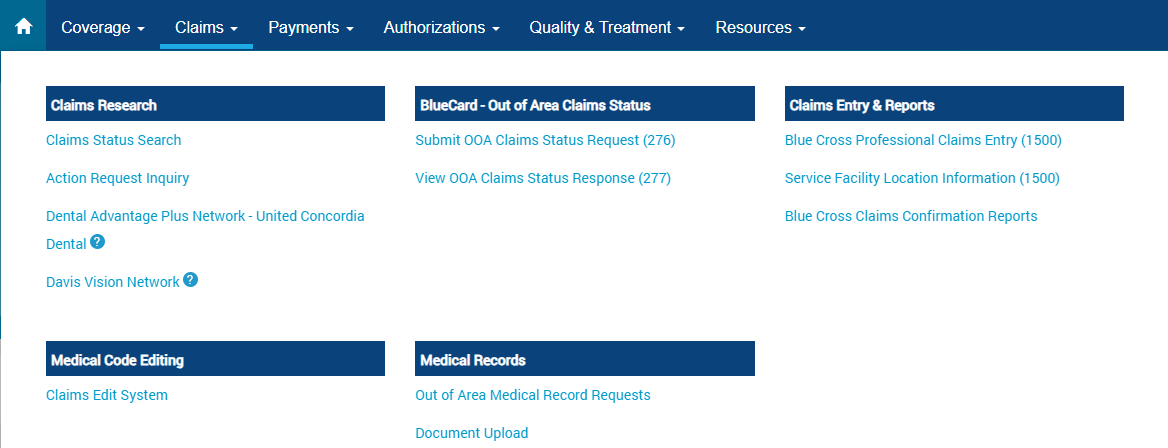 Coverage Claims Payments Authorizations Quality & Treatment Resources
Claims Research
Claims Status Search
Action Request Inquiry
Dental Advantage Plus Network - United Concordia
Dental ?
Davis Vision Network ?
BlueCard - Out of Area Claims Status
Submit OOA Claims Status Request (276)
View OOA Claims Status Response (277)
Claims Entry & Reports
Blue Cross Professional Claims Entry (1500)
Service Facility Location Information (1500)
Blue Cross Claims Confirmation Reports
Medical Code Editing
Claims Edit System
Medical Records
Out of Area Medical Record Requests
Document Upload